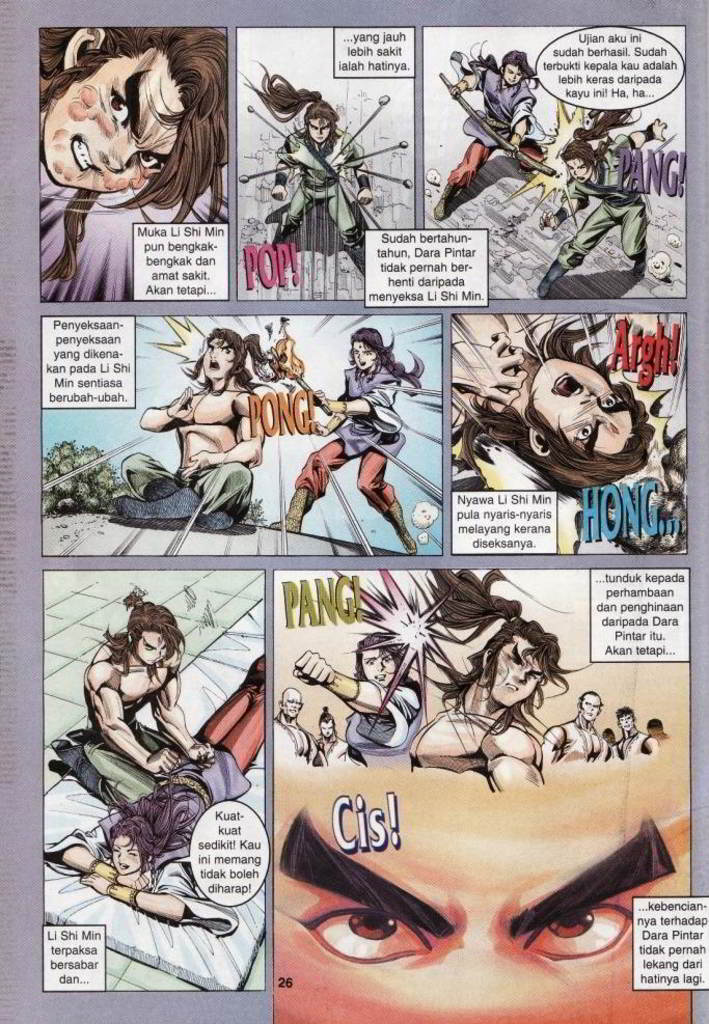 Muka Li Shi Min
pun bengkak-
bengkak dan
amat sakit.
Akan tetapi...
...yang jauh
lebih sakit
ialah hatinya.
POP!
Sudah bertahun-
tahun, Dara Pintar
tidak pernah ber-
henti daripada
menyeksa Li Shi Min.
Ujian aku ini
sudah berhasil. Sudah
terbukti kepala kau adalah
lebih keras daripada
kayu ini! Ha, ha...
PANG!
Penyeksaan-
penyeksaan
yang dikena-
kan pada Li Shi
Min sentiasa
berubah-ubah.
PONG!
Argh!
Nyawa Li Shi Min
pula nyaris-nyaris
melayang kerana
diseksanya.
HONG...
Kuat-
kuat
sedikit! Kau
ini memang
tidak boleh
diharap!
Li Shi Min
terpaksa
bersabar
dan...
PANG!
...tunduk kepada
perhambaan
dan penghinaan
daripada Dara
Pintar itu.
Akan tetapi...
Cis!
...kebencian-
nya terhadap
Dara Pintar
tidak pernah
lekang dari
hatinya lagi.
26